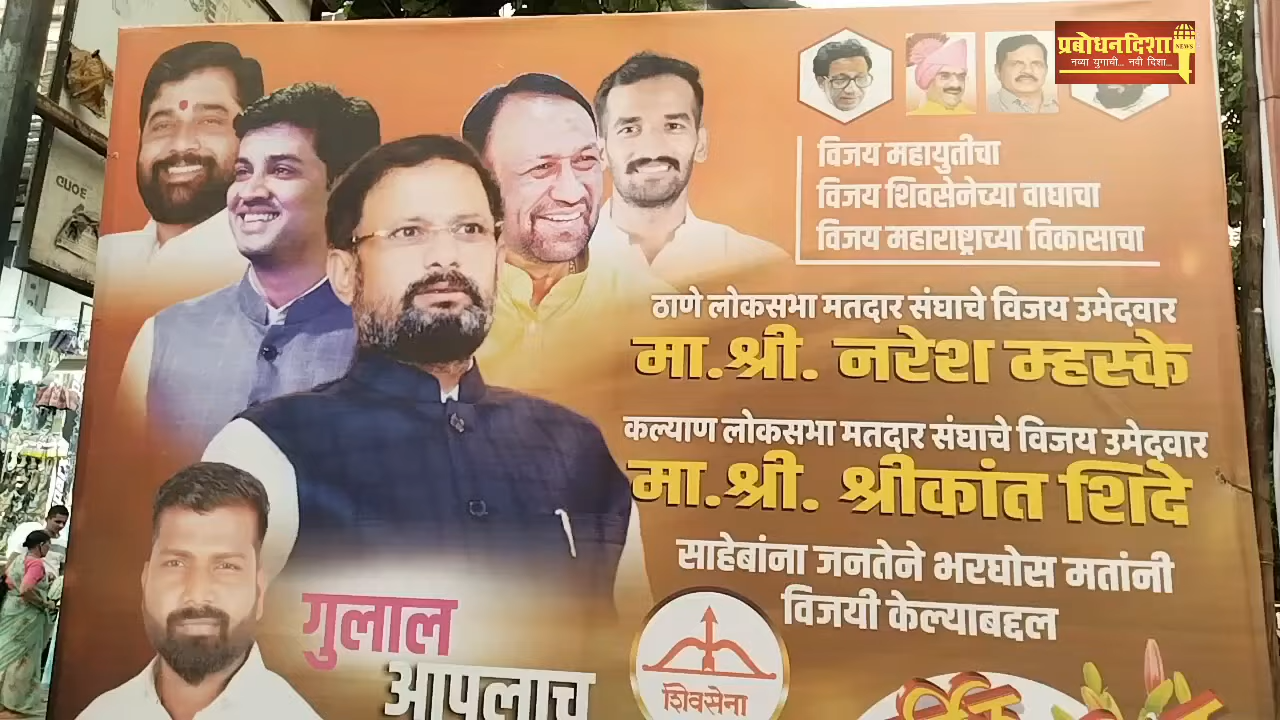 प्रबोधनदिशा
NEWS
नव्या युगाची... नवी दिशा...
विजय महायुतीचा
विजय शिवसेनेच्या वाघाचा
विजय महाराष्ट्राच्या विकासाचा
ठाणे लोकसभा मतदार संघाचे विजय उमेदवार
मा.श्री. नरेश म्हस्के
कल्याण लोकसभा मतदार संघाचे विजय उमेदवार
मा.श्री. श्रीकांत शिंदे
साहेबांना जनतेने भरघोस मतांनी
विजयी केल्याबद्दल
गुलाल
आपलाच
शिवसेना